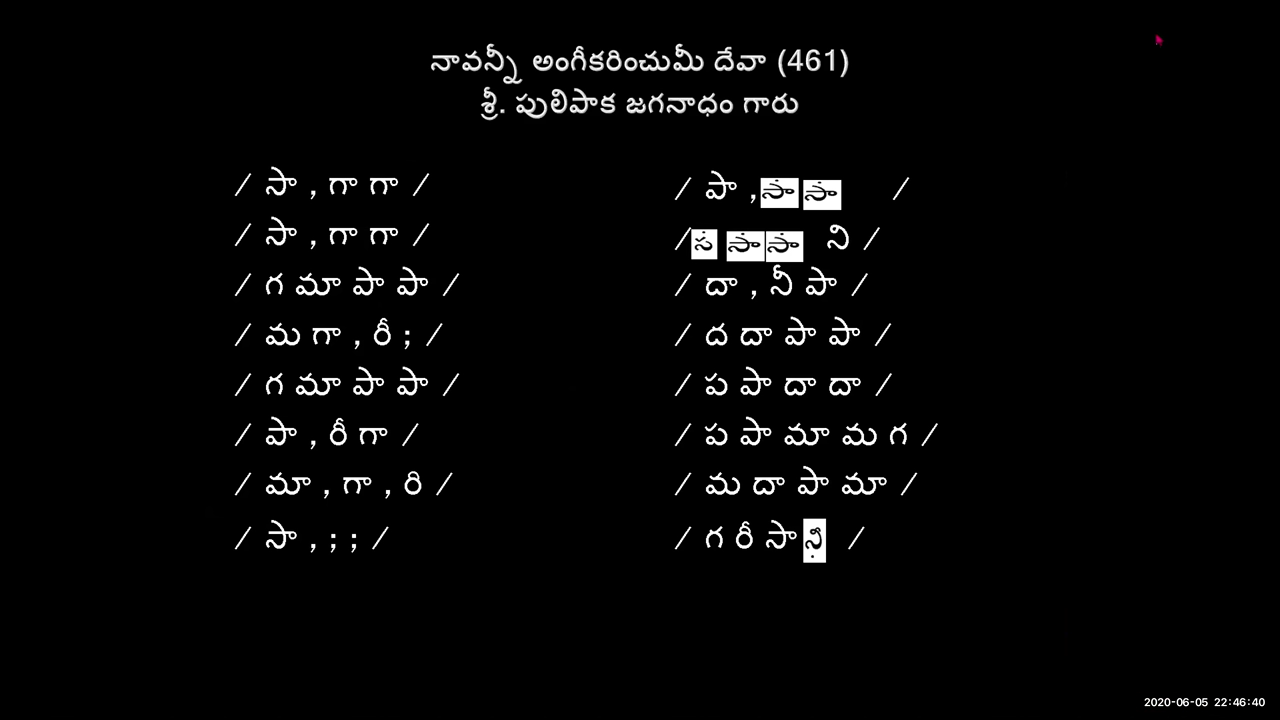 నావన్నీ అంగీకరించుమీ దేవా (461)
శ్రీ. పులిపాక జగనాధం గారు
/ సా , గా గా /
/ సా , గా గా /
/ గ మా పా పా /
/ మ గా , రీ ; /
/ గ మా పా పా /
/ పా , రీ గా /
/ మా , గా , రి /
/ సా , ; ; /
/ పా , సా̇ సా̇ /
/ స̇ సా̇ సా̇ ని /
/ దా , నీ పా /
/ ద దా పా పా /
/ ప పా దా దా /
/ ప పా మా మ గ /
/ మ దా పా మా /
/ గ రీ సా నీ̣ /
2020-06-05 22:46:40